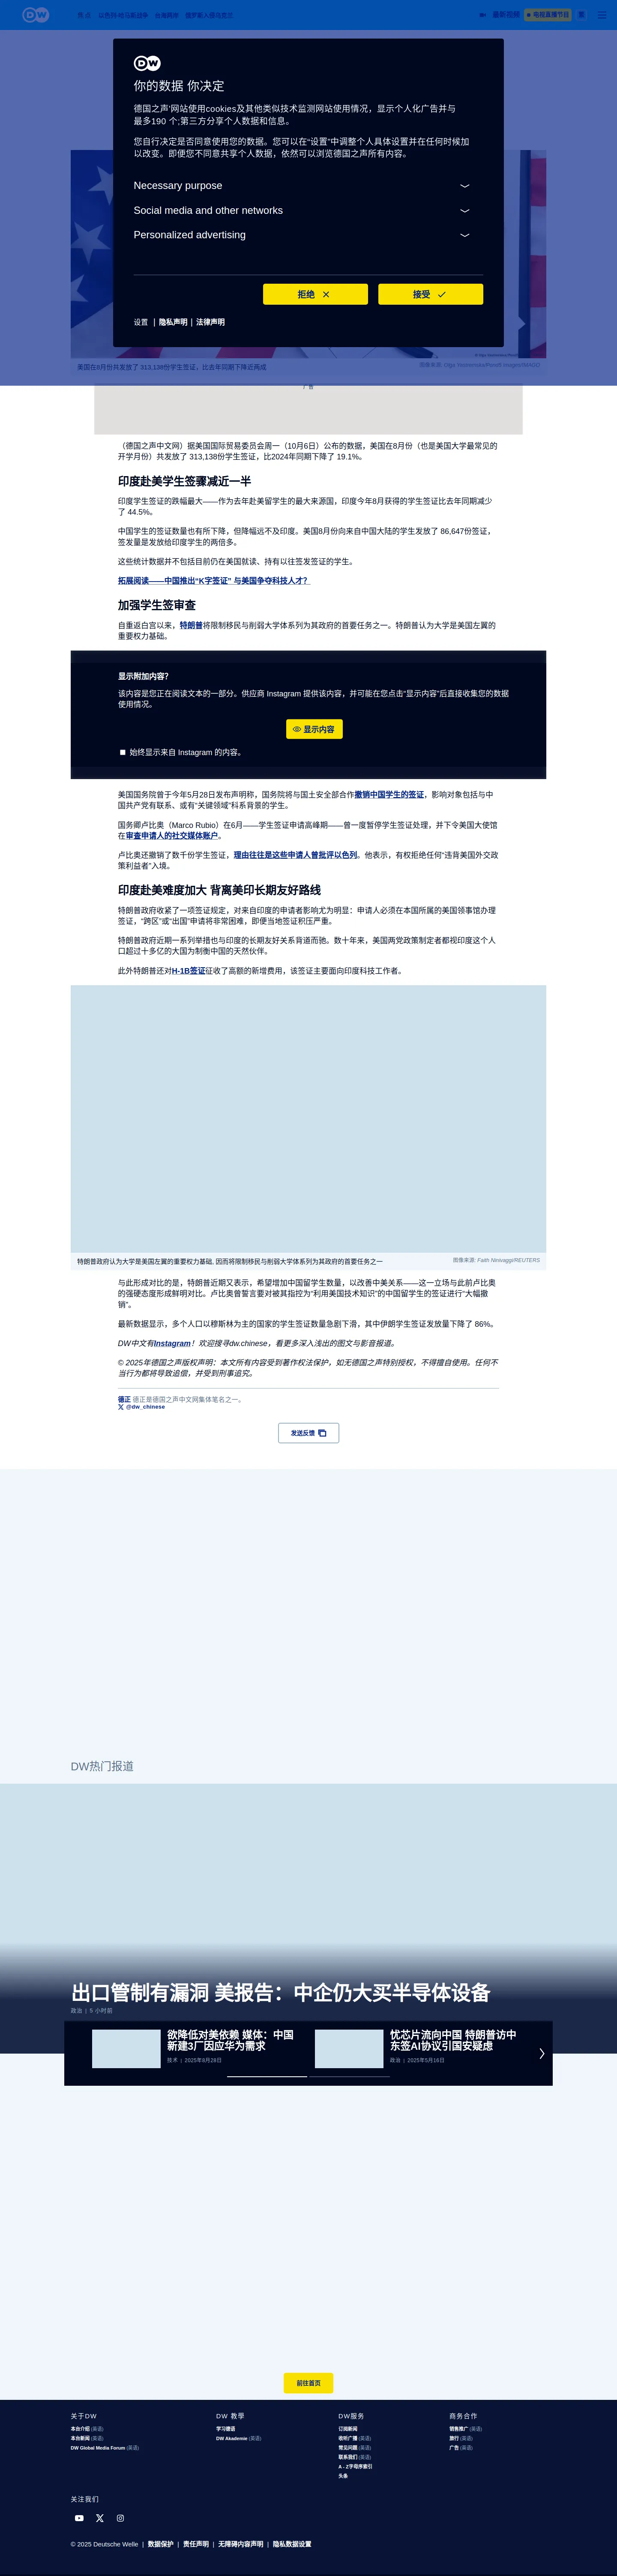 焦点 以色列-哈马斯战争 台海两岸 俄罗斯入侵乌克兰
最新视频
电视直播节目
繁
DW
你的数据 你决定
德国之声'网站使用cookies及其他类似技术监测网站使用情况，显示个人化广告并与
最多190 个;第三方分享个人数据和信息。
您自行决定是否同意使用您的数据。您可以在“设置”中调整个人具体设置并在任何时候加
以改变。即便您不同意共享个人数据，依然可以浏览德国之声所有内容。
Necessary purpose
Social media and other networks
Personalized advertising
拒绝
接受
设置 | 隐私声明 | 法律声明
美国在8月份共发放了 313,138份学生签证，比去年同期下降近两成
广告
（德国之声中文网）据美国国际贸易委员会周一（10月6日）公布的数据，美国在8月份（也是美国大学最常见的
开学月份）共发放了 313,138份学生签证，比2024年同期下降了 19.1%。
印度赴美学生签骤减近一半
印度学生签证的跌幅最大——作为去年赴美留学生的最大来源国，印度今年8月获得的学生签证比去年同期减少
了 44.5%。
中国学生的签证数量也有所下降，但降幅远不及印度。美国8月份向来自中国大陆的学生发放了 86,647份签证，
签发量是发放给印度学生的两倍多。
这些统计数据并不包括目前仍在美国就读、持有以往签发签证的学生。
拓展阅读——中国推出“K字签证” 与美国争夺科技人才？
加强学生签审查
自重返白宫以来，特朗普将限制移民与削弱大学体系列为其政府的首要任务之一。特朗普认为大学是美国左翼的
重要权力基础。
显示附加内容？
该内容是您正在阅读文本的一部分。供应商 Instagram 提供该内容，并可能在您点击“显示内容”后直接收集您的数据
使用情况。
显示内容
始终显示来自 Instagram 的内容。
美国国务院曾于今年5月28日发布声明称，国务院将与国土安全部合作撤销中国学生的签证，影响对象包括与中
国共产党有联系、或有“关键领域”科系背景的学生。
国务卿卢比奥（Marco Rubio）在6月——学生签证申请高峰期——曾一度暂停学生签证处理，并下令美国大使馆
在审查申请人的社交媒体账户。
卢比奥还撤销了数千份学生签证，理由往往是这些申请人曾批评以色列。他表示，有权拒绝任何“违背美国外交政
策利益者”入境。
印度赴美难度加大 背离美印长期友好路线
特朗普政府收紧了一项签证规定，对来自印度的申请者影响尤为明显：申请人必须在本国所属的美国领事馆办理
签证，“跨区”或“出国”申请将非常困难，即便当地签证积压严重。
特朗普政府近期一系列举措也与印度的长期友好关系背道而驰。数十年来，美国两党政策制定者都视印度这个人
口超过十多亿的大国为制衡中国的天然伙伴。
此外特朗普还对H-1B签证征收了高额的新增费用，该签证主要面向印度科技工作者。
特朗普政府认为大学是美国左翼的重要权力基础, 因而将限制移民与削弱大学体系列为其政府的首要任务之一
图像来源: Faith Ninivaggi/REUTERS
与此形成对比的是，特朗普近期又表示，希望增加中国留学生数量，以改善中美关系——这一立场与此前卢比奥
的强硬态度形成鲜明对比。卢比奥曾誓言要对被其指控为“利用美国技术知识”的中国留学生的签证进行“大幅撤
销”。
最新数据显示，多个人口以穆斯林为主的国家的学生签证数量急剧下滑，其中伊朗学生签证发放量下降了 86%。
DW中文有Instagram！欢迎搜寻dw.chinese，看更多深入浅出的图文与影音报道。
© 2025年德国之声版权声明：本文所有内容受到著作权法保护，如无德国之声特别授权，不得擅自使用。任何不
当行为都将导致追偿，并受到刑事追究。
德正 德正是德国之声中文网集体笔名之一。
@dw_chinese
发送反馈
DW热门报道
出口管制有漏洞 美报告：中企仍大买半导体设备
政治 | 5 小时前
欲降低对美依赖 媒体：中国
新建3厂因应华为需求
技术 | 2025年8月28日
忧芯片流向中国 特朗普访中
东签AI协议引国安疑虑
政治 | 2025年5月16日
前往首页
关于DW
本台介绍 (英语)
本台新闻 (英语)
DW Global Media Forum (英语)
DW 教學
学习德语
DW Akademie (英语)
DW服务
订阅新闻
收听广播 (英语)
常见问题 (英语)
联系我们 (英语)
A - Z字母序索引
头条
商务合作
销售推广 (英语)
旅行 (英语)
广告 (英语)
关注我们
© 2025 Deutsche Welle | 数据保护 | 责任声明 | 无障碍内容声明 | 隐私数据设置